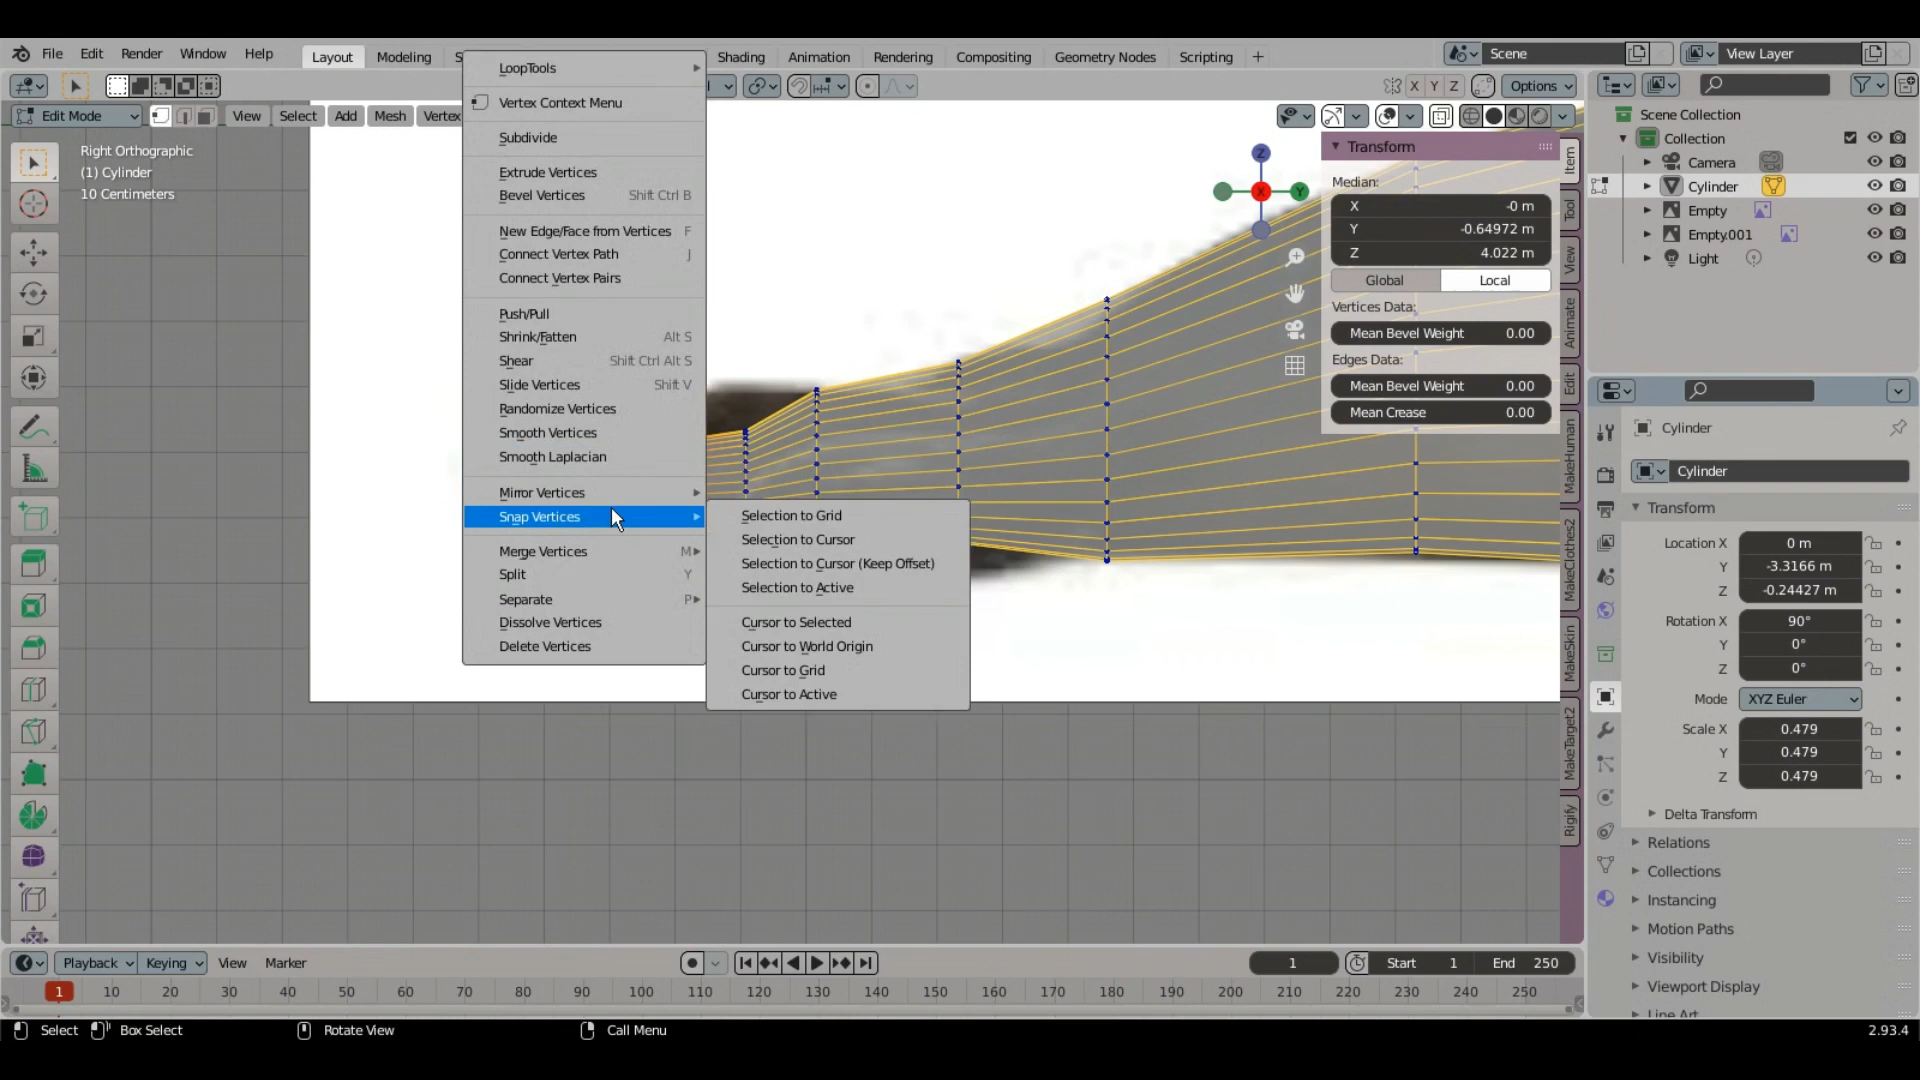 File Edit Render Window Help Layout Modeling S Shading Animation Rendering Compositing Geometry Nodes Scripting + Scene View Layer
X Y Z Options
Edit Mode View Select Add Mesh Vertex
Right Orthographic
(1) Cylinder
10 Centimeters
LoopTools
Vertex Context Menu
Subdivide
Extrude Vertices
Bevel Vertices Shift Ctrl B
New Edge/Face from Vertices F
Connect Vertex Path J
Connect Vertex Pairs
Push/Pull
Shrink/Fatten Alt S
Shear Shift Ctrl Alt S
Slide Vertices Shift V
Randomize Vertices
Smooth Vertices
Smooth Laplacian
Mirror Vertices
Snap Vertices
Merge Vertices M
Split Y
Separate P
Dissolve Vertices
Delete Vertices
Selection to Grid
Selection to Cursor
Selection to Cursor (Keep Offset)
Selection to Active
Cursor to Selected
Cursor to World Origin
Cursor to Grid
Cursor to Active
Z
X
Y
Transform
Median:
X -0 m
Y -0.64972 m
Z 4.022 m
Global Local
Vertices Data:
Mean Bevel Weight 0.00
Edges Data:
Mean Bevel Weight 0.00
Mean Crease 0.00
Item
Tool
View
Animate
Edit
MakeHuman
MakeClothes2
MakeSkin
MakeTarget2
Rigify
Scene Collection
Collection
Camera
Cylinder
Empty
Empty.001
Light
Cylinder
Cylinder
Transform
Location X 0 m
Y -3.3166 m
Z -0.24427 m
Rotation X 90°
Y 0°
Z 0°
Mode XYZ Euler
Scale X 0.479
Y 0.479
Z 0.479
Delta Transform
Relations
Collections
Instancing
Motion Paths
Visibility
Viewport Display
Line Art
Playback Keying View Marker 1 Start 1 End 250
1 10 20 30 40 50 60 70 80 90 100 110 120 130 140 150 160 170 180 190 200 210 220 230 240 250
Select Box Select Rotate View Call Menu 2.93.4